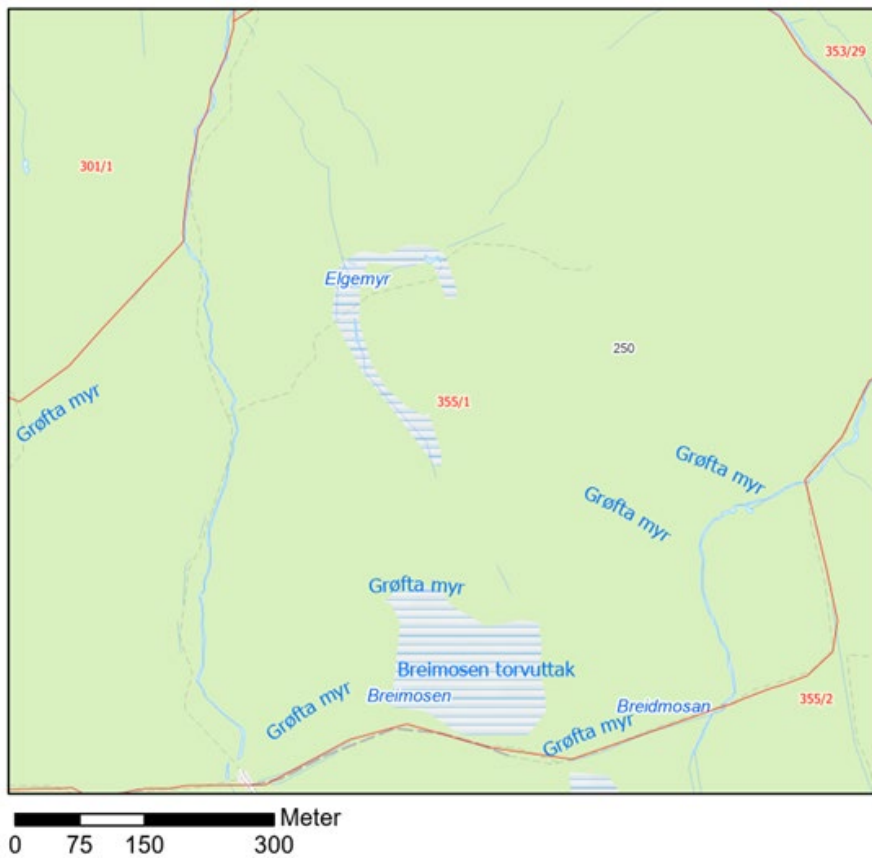 353/29
301/1
Elgemyr
250
355/1
Grøfta myr
Grøfta myr
Grøfta myr
Grøfta myr
Breimosen torvuttak
Breimosen
Grøfta myr
Breidmosan
355/2
Grøfta myr
Meter
0 75 150 300